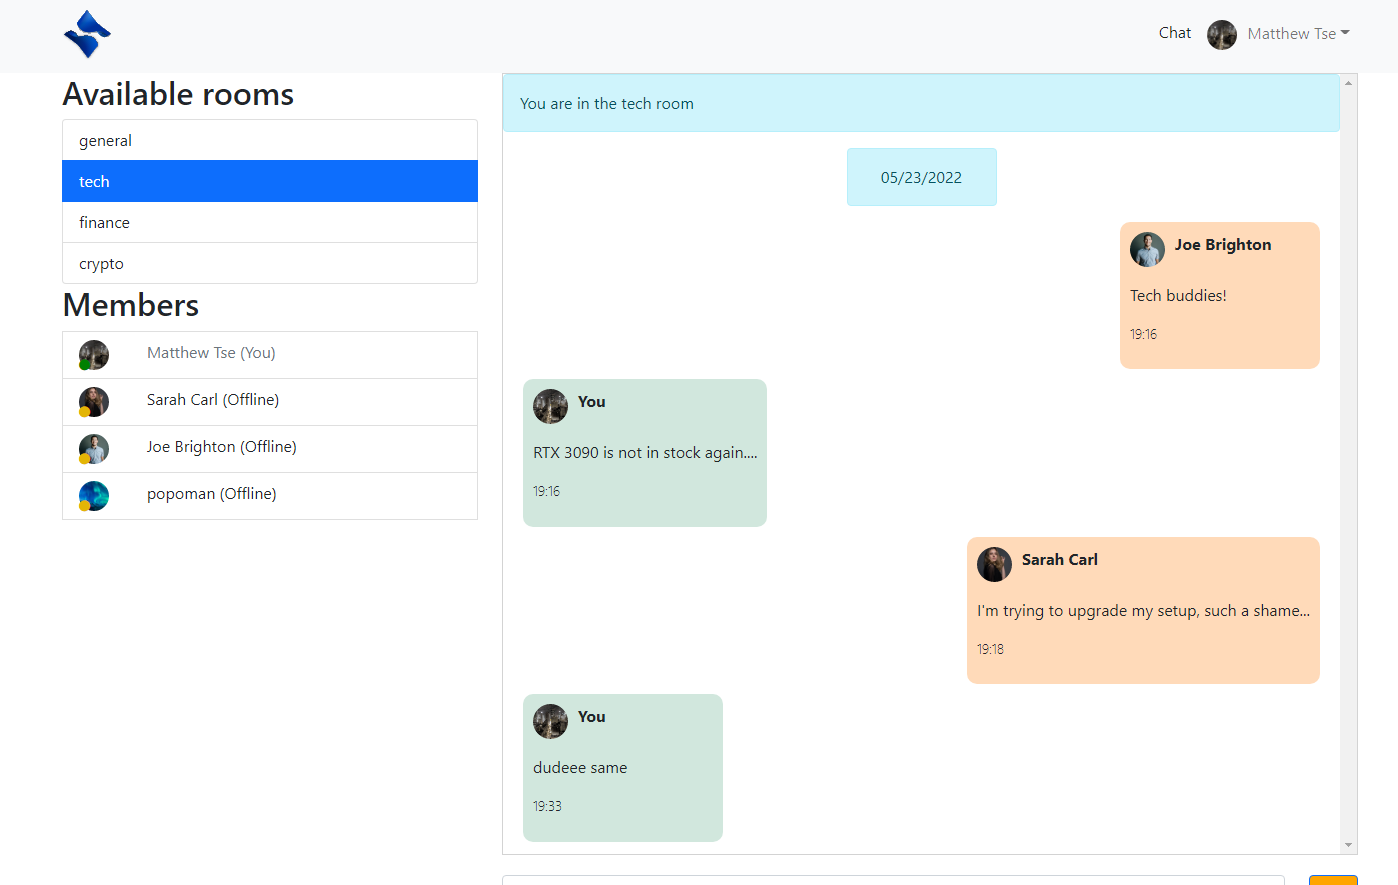 Chat
Matthew Tse
Available rooms
general
tech
finance
crypto
Members
Matthew Tse (You)
Sarah Carl (Offline)
Joe Brighton (Offline)
popoman (Offline)
You are in the tech room
05/23/2022
Joe Brighton
Tech buddies!
19:16
You
RTX 3090 is not in stock again....
19:16
Sarah Carl
I'm trying to upgrade my setup, such a shame...
19:18
You
dudeee same
19:33